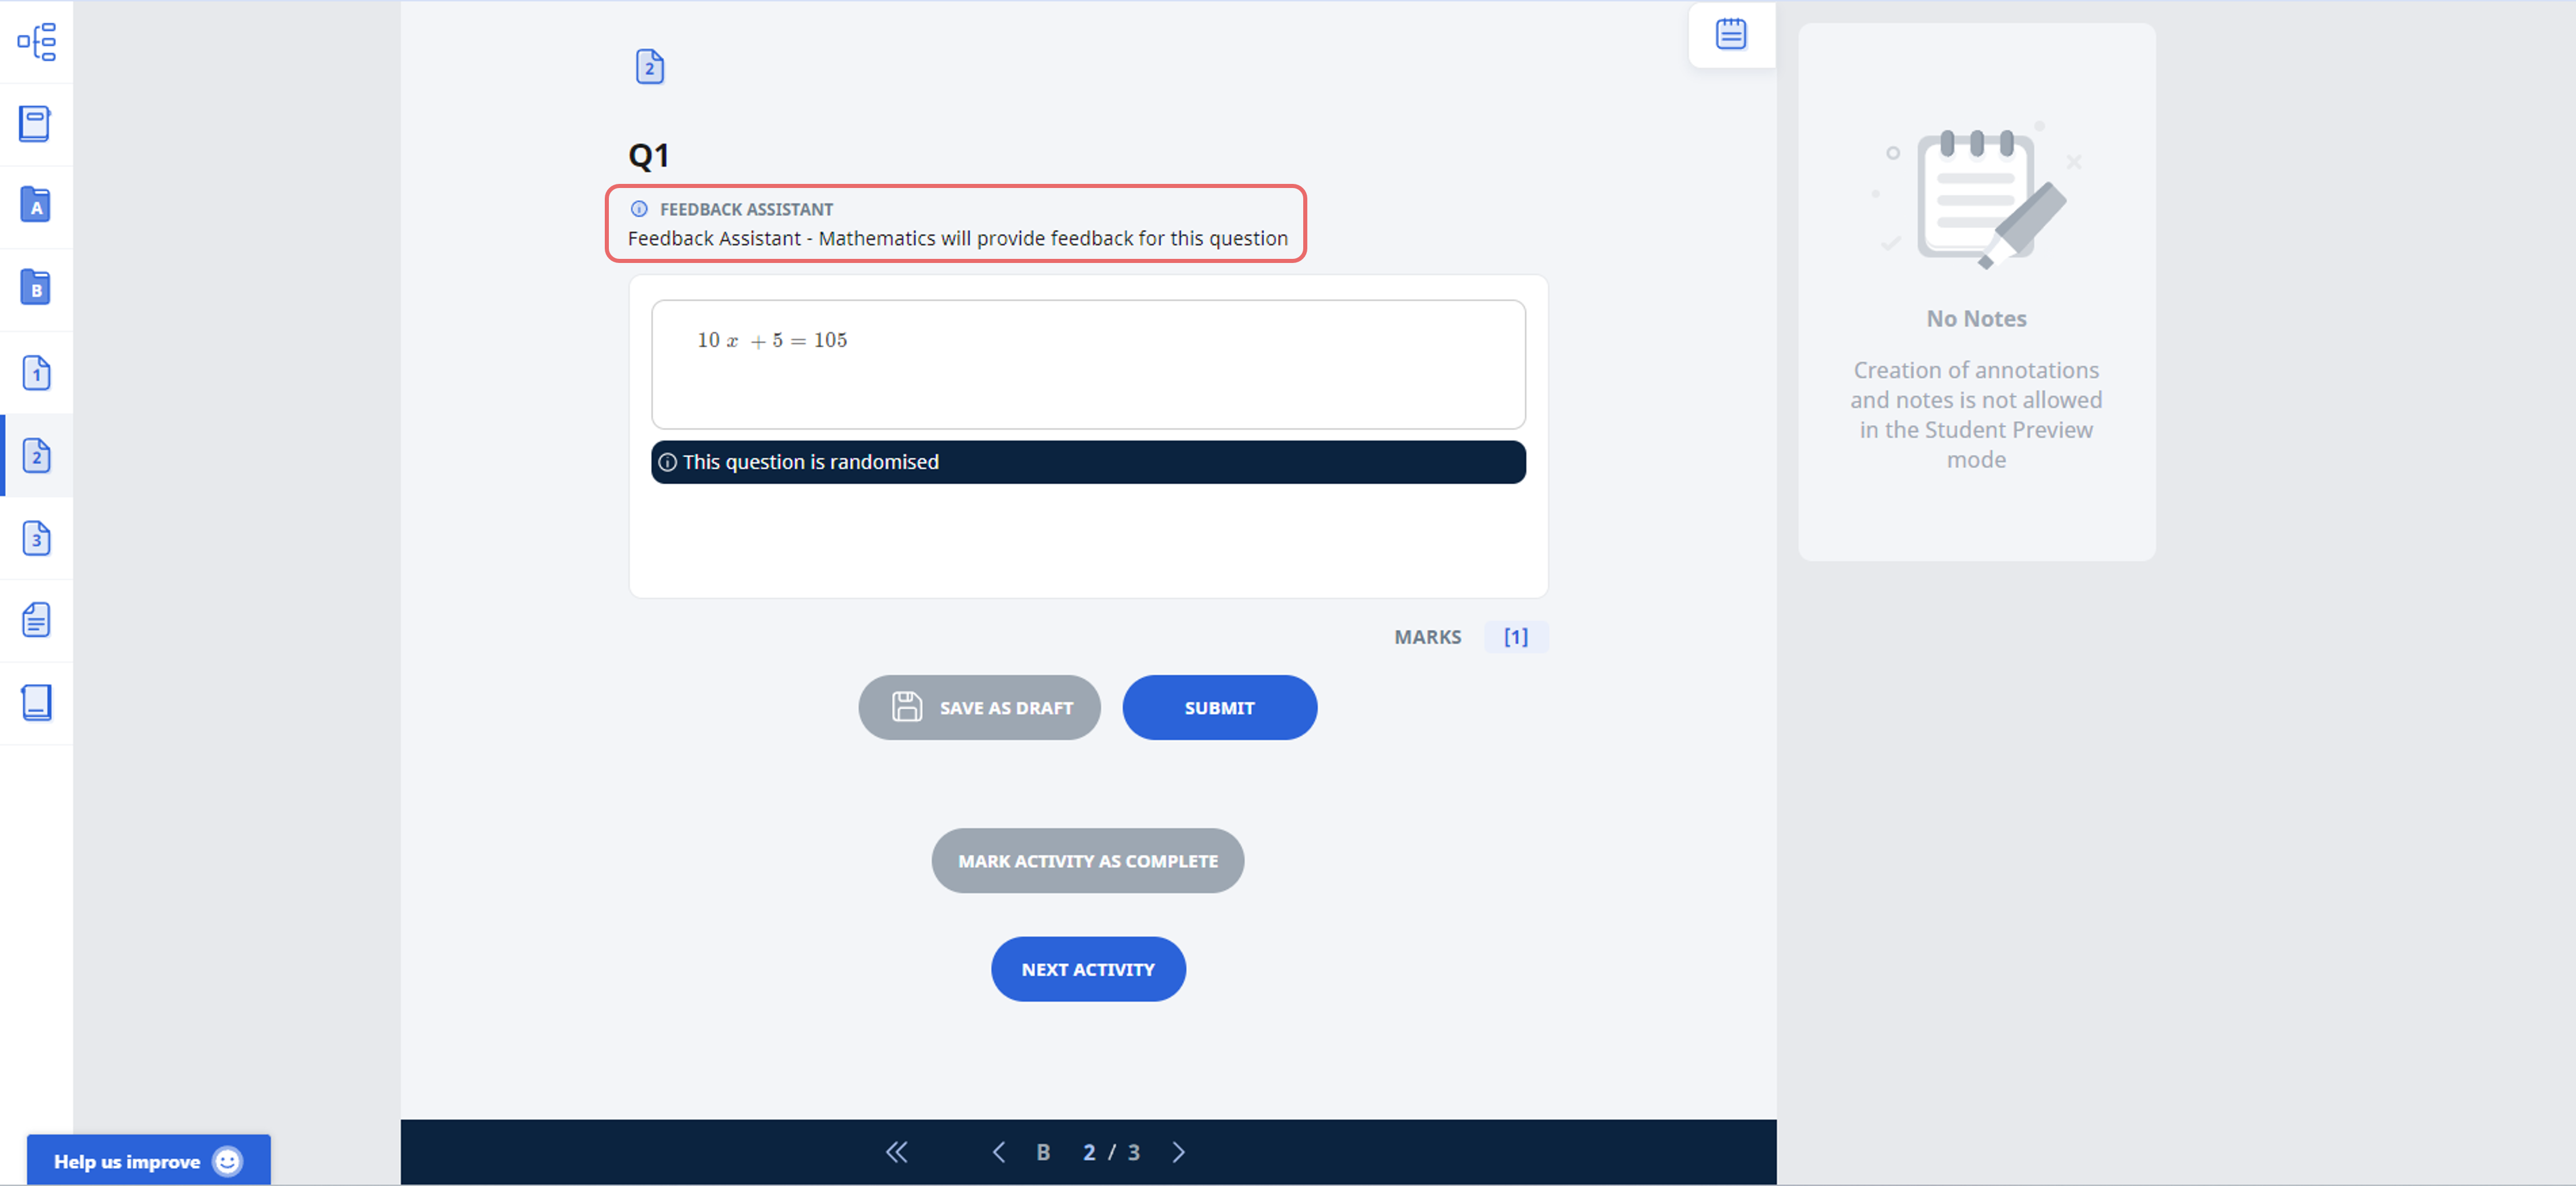 A
B
1
2
3
2
Q1
FEEDBACK ASSISTANT
Feedback Assistant - Mathematics will provide feedback for this question
10 x + 5 = 105
This question is randomised
MARKS [1]
SAVE AS DRAFT
SUBMIT
MARK ACTIVITY AS COMPLETE
NEXT ACTIVITY
No Notes
Creation of annotations
and notes is not allowed
in the Student Preview
mode
Help us improve
B 2 / 3